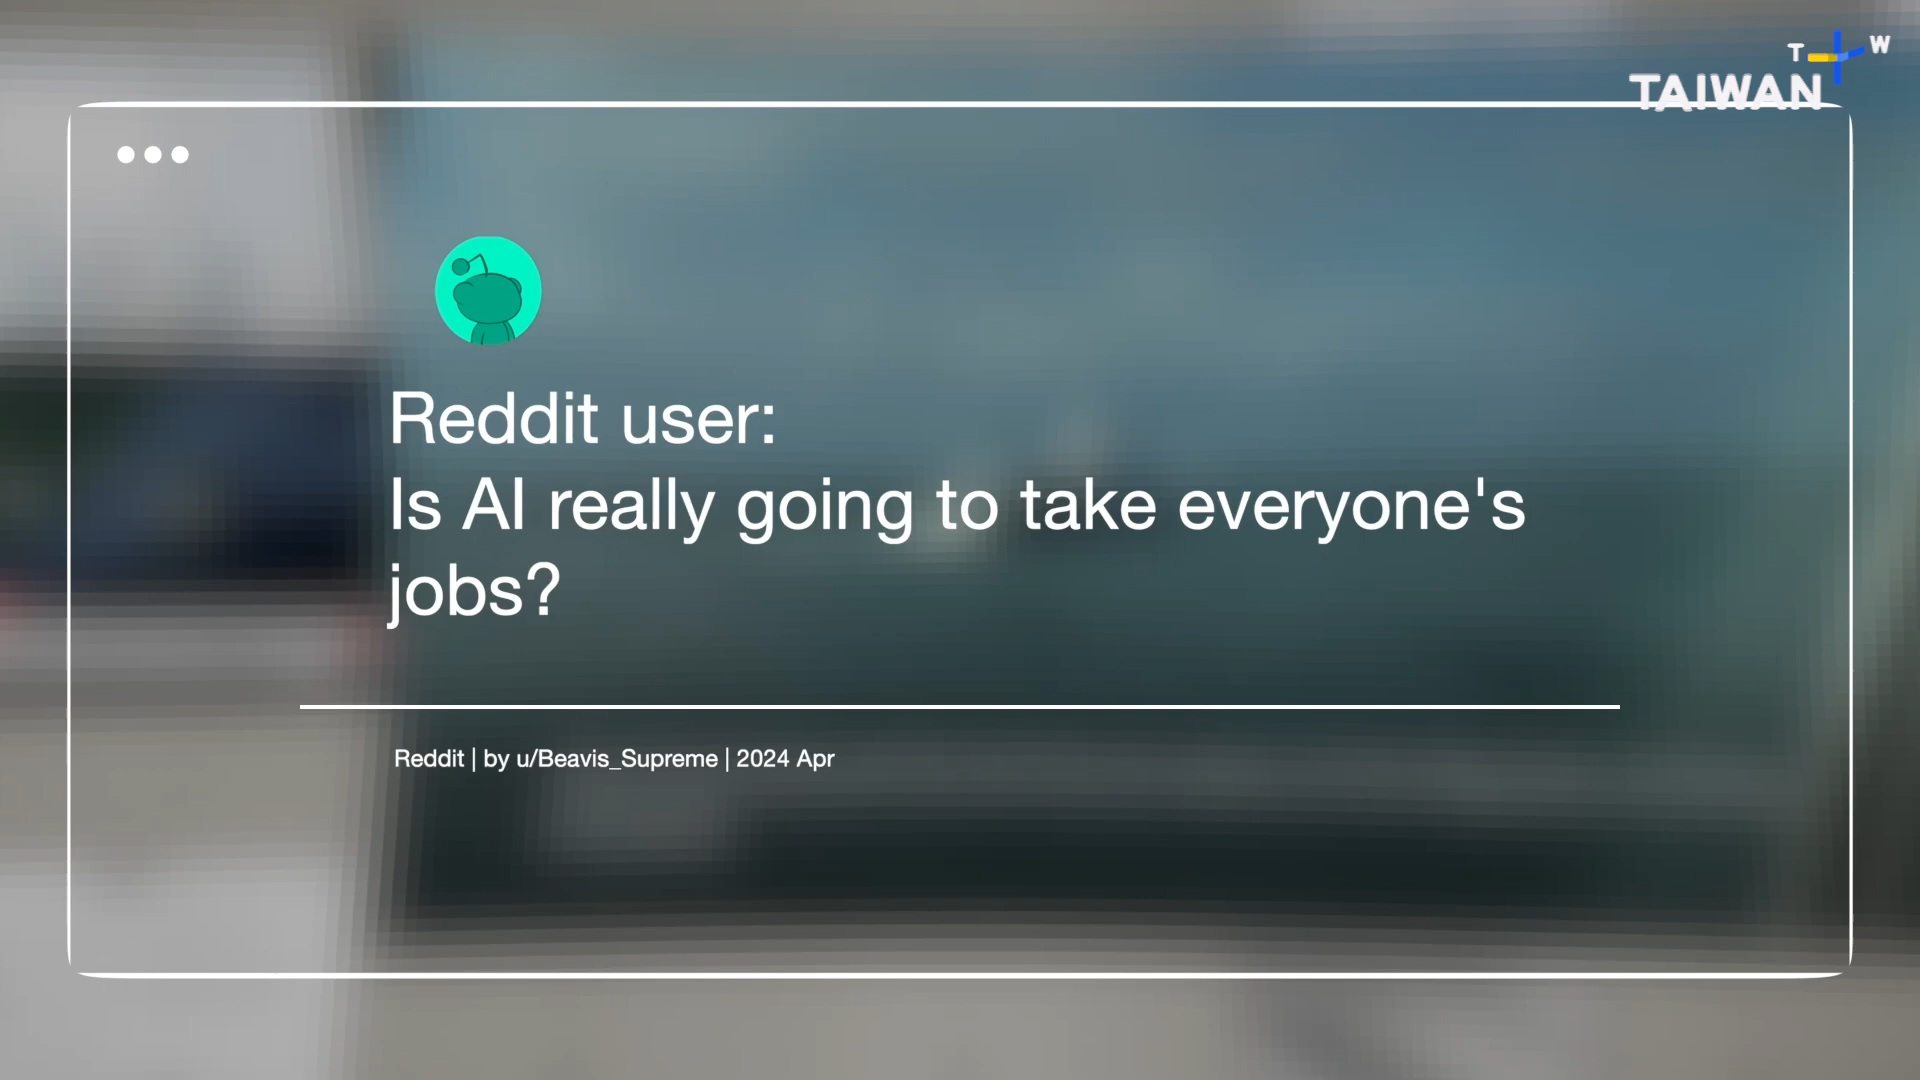 T W
TAIWAN
Reddit user:
Is AI really going to take everyone's
jobs?
Reddit | by u/Beavis_Supreme | 2024 Apr